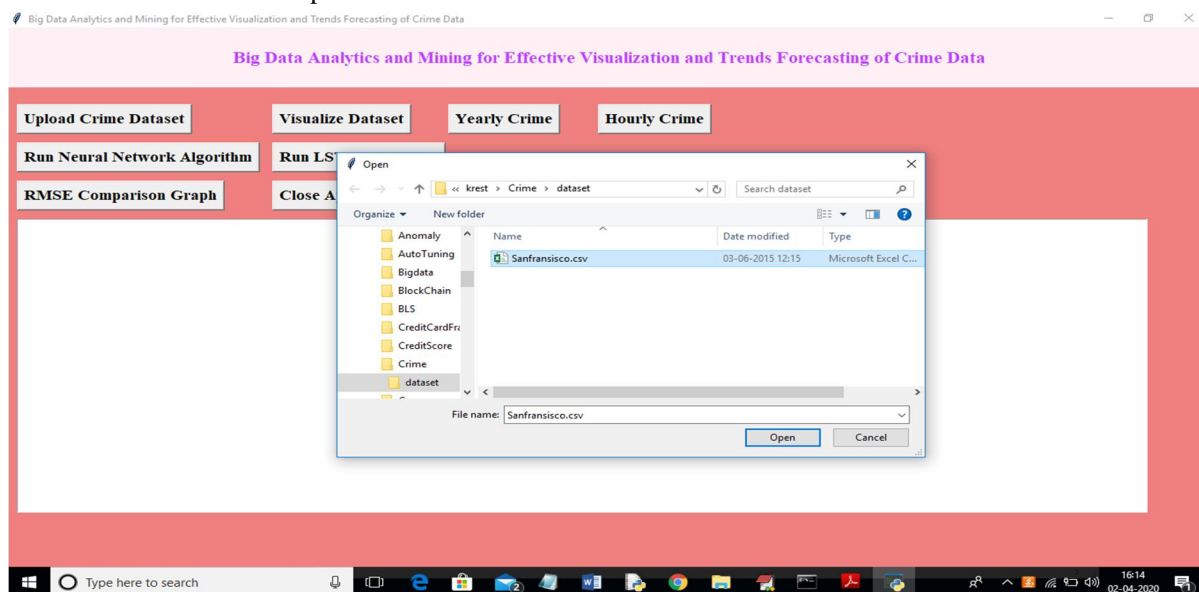 Big Data Analytics and Mining for Effective Visualization and Trends Forecasting of Crime Data
Big Data Analytics and Mining for Effective Visualization and Trends Forecasting of Crime Data
Upload Crime Dataset Visualize Dataset Yearly Crime Hourly Crime
Run Neural Network Algorithm Run LS
RMSE Comparison Graph Close A
Open
« krest › Crime › dataset Search dataset
Organize New folder
Name Date modified Type
Anomaly
Sanfransisco.csv 03-06-2015 12:15 Microsoft Excel C...
AutoTuning
Bigdata
BlockChain
BLS
CreditCardFra
CreditScore
Crime
dataset
File name: Sanfransisco.csv
Open Cancel
Type here to search
16:14
02-04-2020